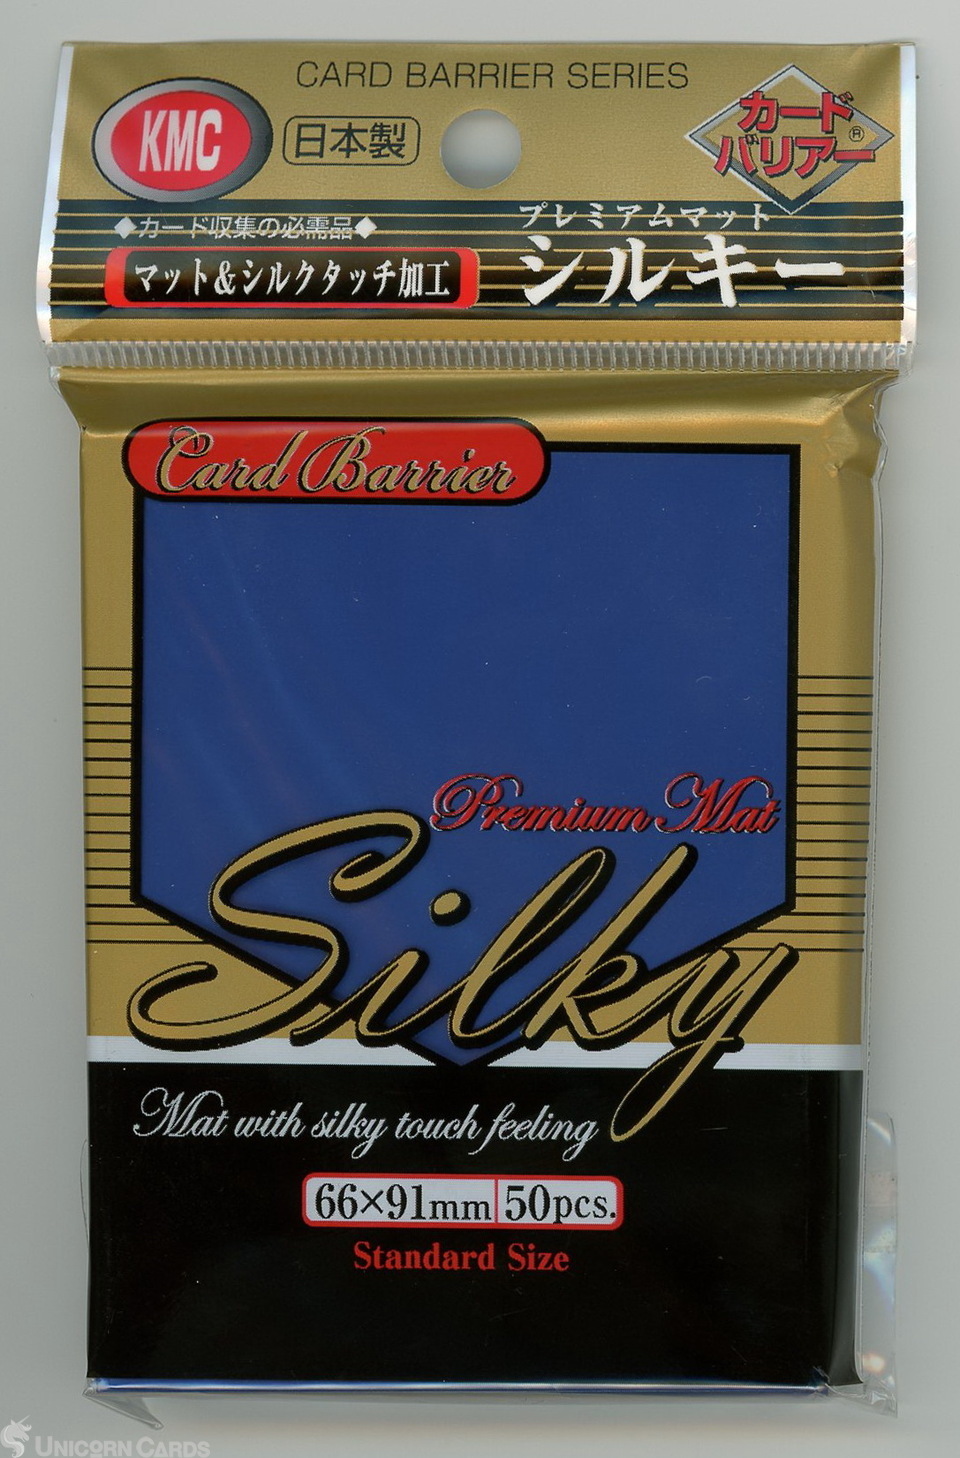 CARD BARRIER SERIES
KMC
日本製
カード
バリアー®
◆カード収集の必需品◆
プレミアムマット
マット&シルクタッチ加工
シルキー
Card Barrier
Premium Mat
Silky
Mat with silky touch feeling
66×91mm 50pcs.
Standard Size
UNICORN CARDS